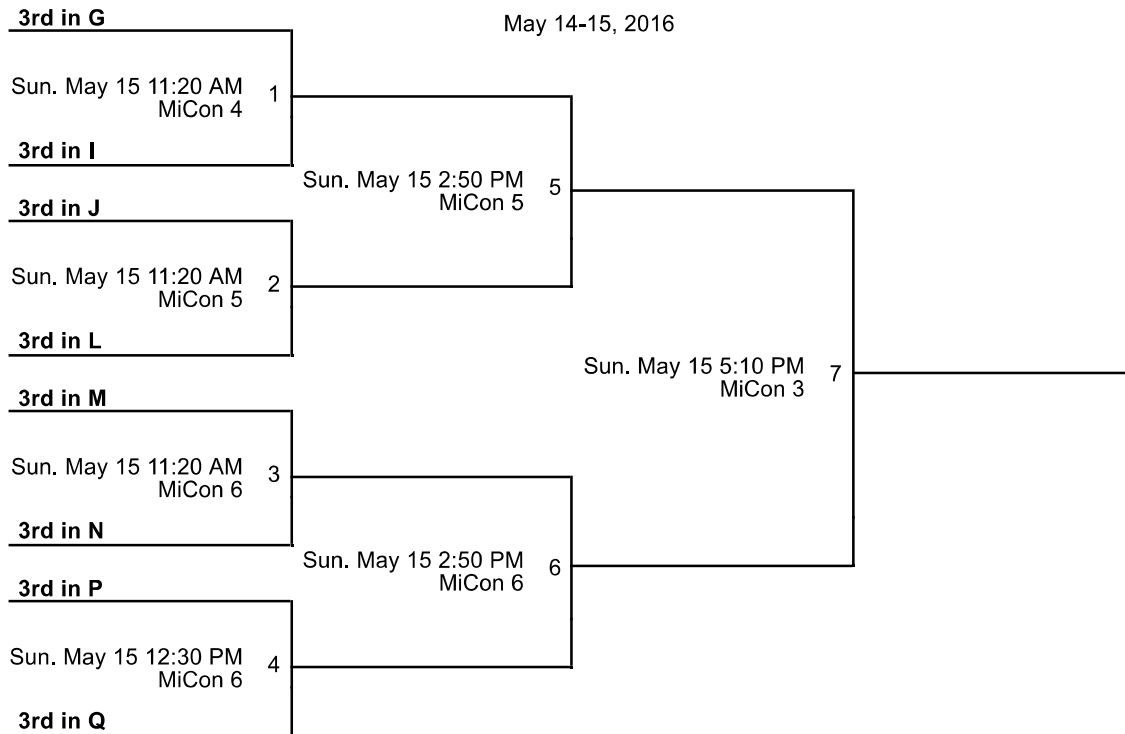 3rd in G
May 14-15, 2016
Sun. May 15 11:20 AM
MiCon 4
1
3rd in I
Sun. May 15 2:50 PM
MiCon 5
5
3rd in J
Sun. May 15 11:20 AM
MiCon 5
2
3rd in L
Sun. May 15 5:10 PM
MiCon 3
7
3rd in M
Sun. May 15 11:20 AM
MiCon 6
3
3rd in N
Sun. May 15 2:50 PM
MiCon 6
6
3rd in P
Sun. May 15 12:30 PM
MiCon 6
4
3rd in Q